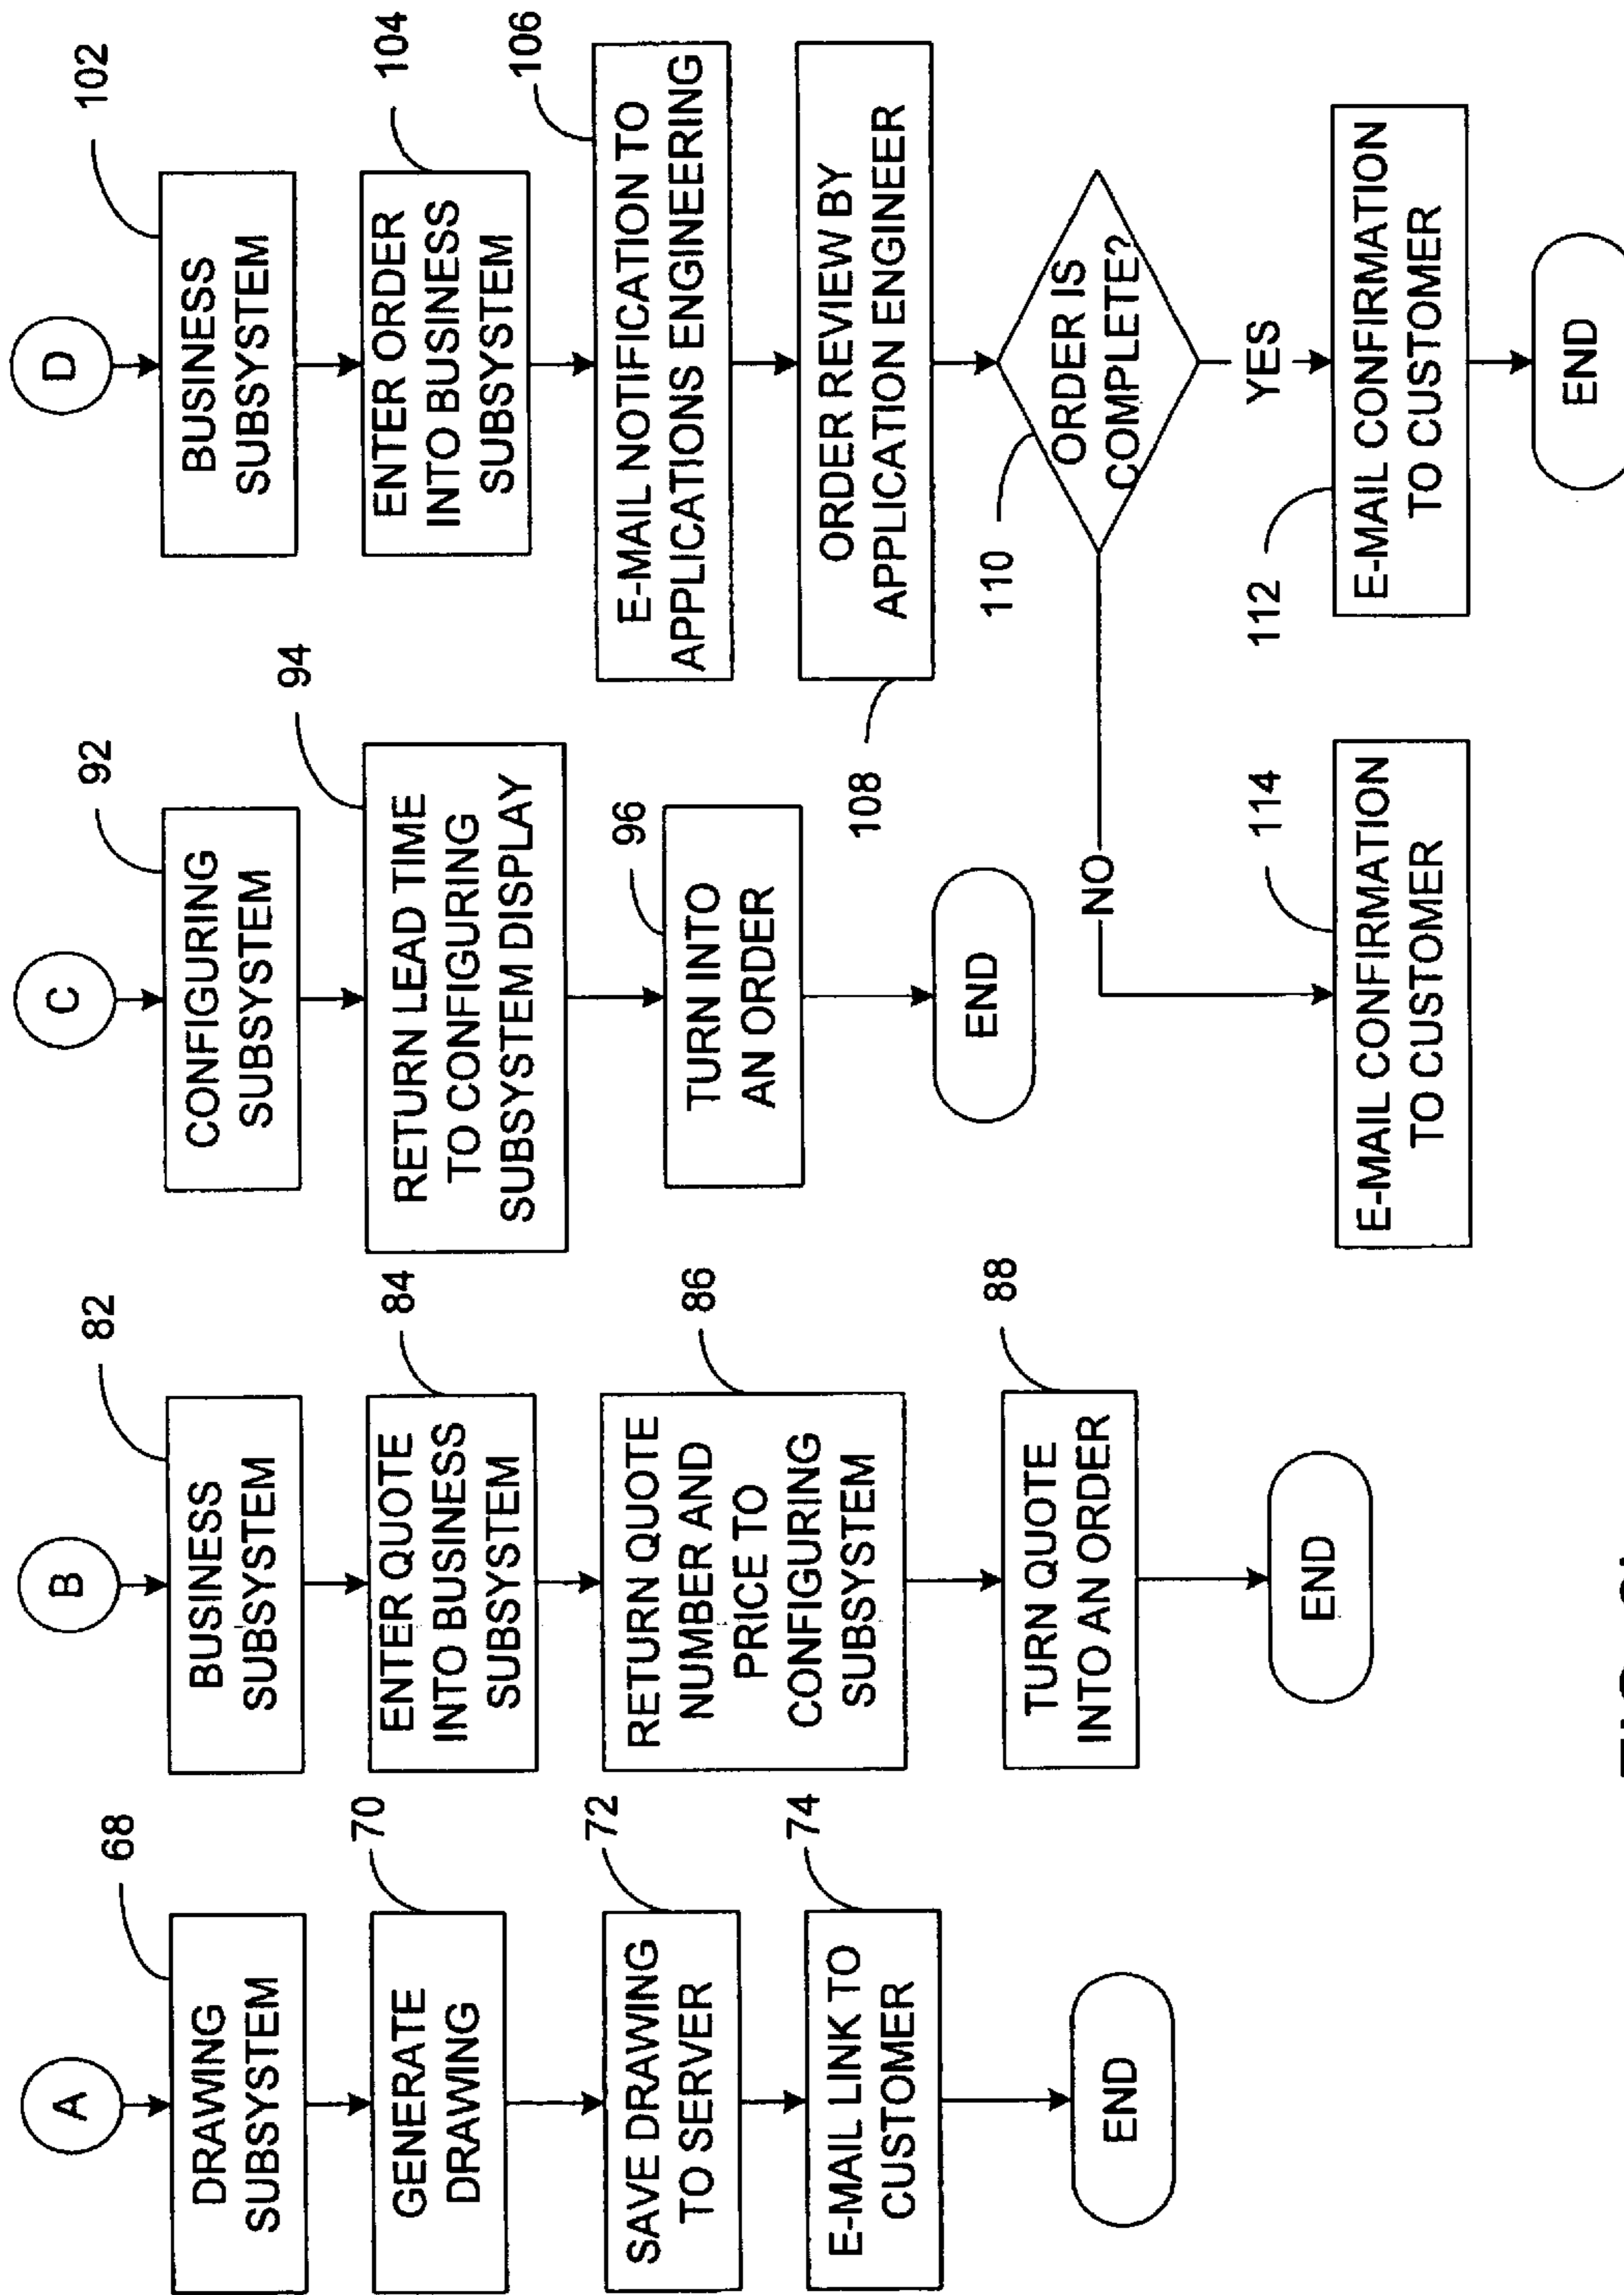 A
68
DRAWING
SUBSYSTEM
70
GENERATE
DRAWING
72
SAVE DRAWING
TO SERVER
74
E-MAIL LINK TO
CUSTOMER
END
B
82
BUSINESS
SUBSYSTEM
84
ENTER QUOTE
INTO BUSINESS
SUBSYSTEM
86
RETURN QUOTE
NUMBER AND
PRICE TO
CONFIGURING
SUBSYSTEM
88
TURN QUOTE
INTO AN ORDER
END
C
92
CONFIGURING
SUBSYSTEM
94
RETURN LEAD TIME
TO CONFIGURING
SUBSYSTEM DISPLAY
96
TURN INTO
AN ORDER
END
D
102
BUSINESS
SUBSYSTEM
104
ENTER ORDER
INTO BUSINESS
SUBSYSTEM
106
E-MAIL NOTIFICATION TO
APPLICATIONS ENGINEERING
108
ORDER REVIEW BY
APPLICATION ENGINEER
110
ORDER IS
COMPLETE?
NO
YES
114
E-MAIL CONFIRMATION
TO CUSTOMER
112
E-MAIL CONFIRMATION
TO CUSTOMER
END
FIG.